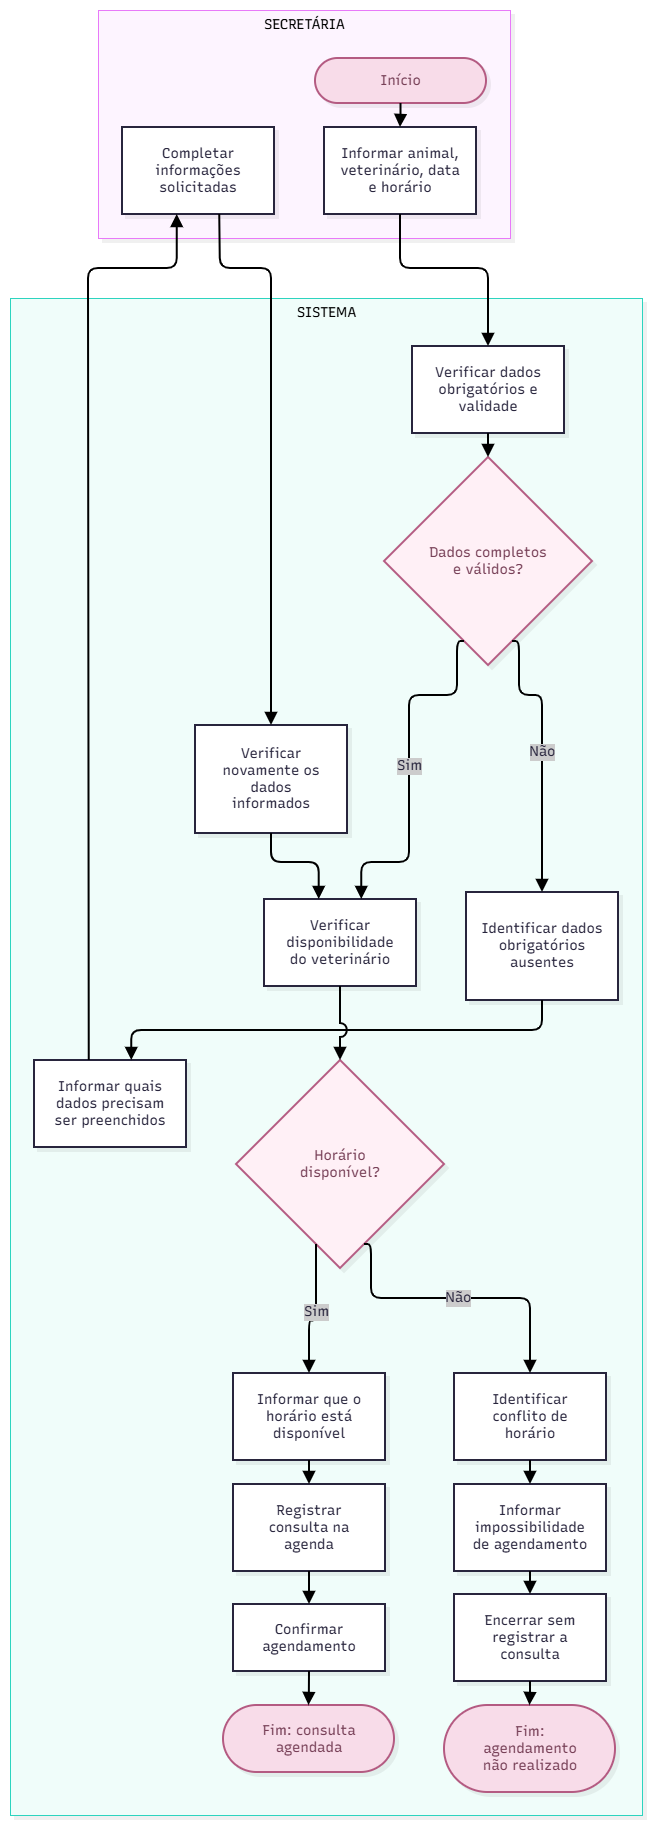 SECRETÁRIA
Início
Completar
informações
solicitadas
Informar animal,
veterinário, data
e horário
SISTEMA
Verificar dados
obrigatórios e
validade
Dados completos
e válidos?
Verificar
novamente os
dados
informados
Sim
Não
Verificar
disponibilidade
do veterinário
Identificar dados
obrigatórios
ausentes
Informar quais
dados precisam
ser preenchidos
Horário
disponível?
Sim
Não
Informar que o
horário está
disponível
Identificar
conflito de
horário
Registrar
consulta na
agenda
Informar
impossibilidade
de agendamento
Confirmar
agendamento
Encerrar sem
registrar a
consulta
Fim: consulta
agendada
Fim:
agendamento
não realizado